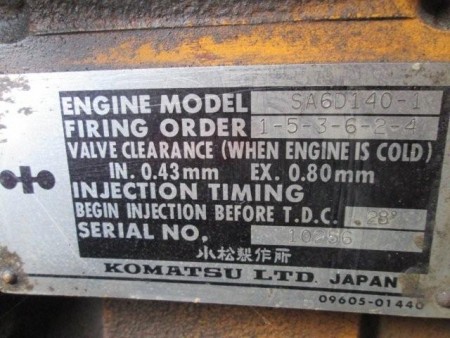 ENGINE MODEL SA6D140-1
FIRING ORDER 1-5-3-6-2-4
VALVE CLEARANCE (WHEN ENGINE IS COLD)
IN. 0.43mm EX. 0.80mm
INJECTION TIMING
BEGIN INJECTION BEFORE T.D.C. 28°
SERIAL NO. 10266
小松製作所
KOMATSU LTD. JAPAN
09605-01440